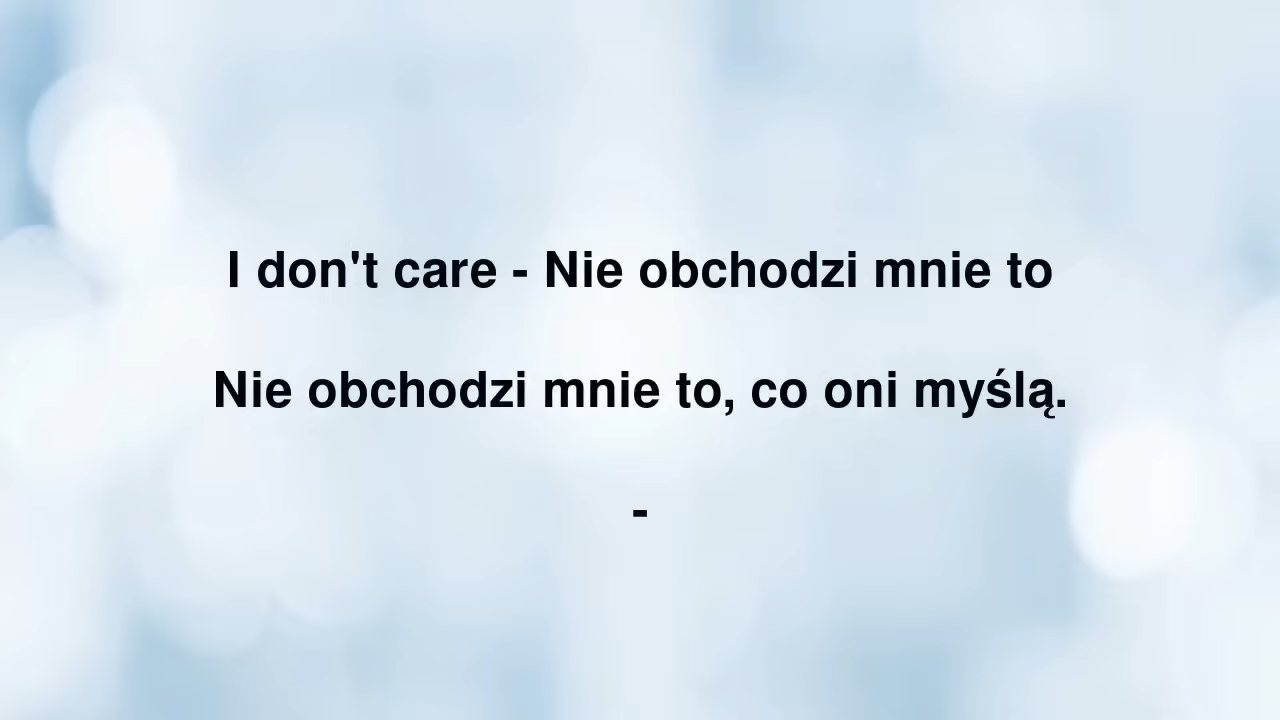 I don't care - Nie obchodzi mnie to
Nie obchodzi mnie to, co oni myślą.
-